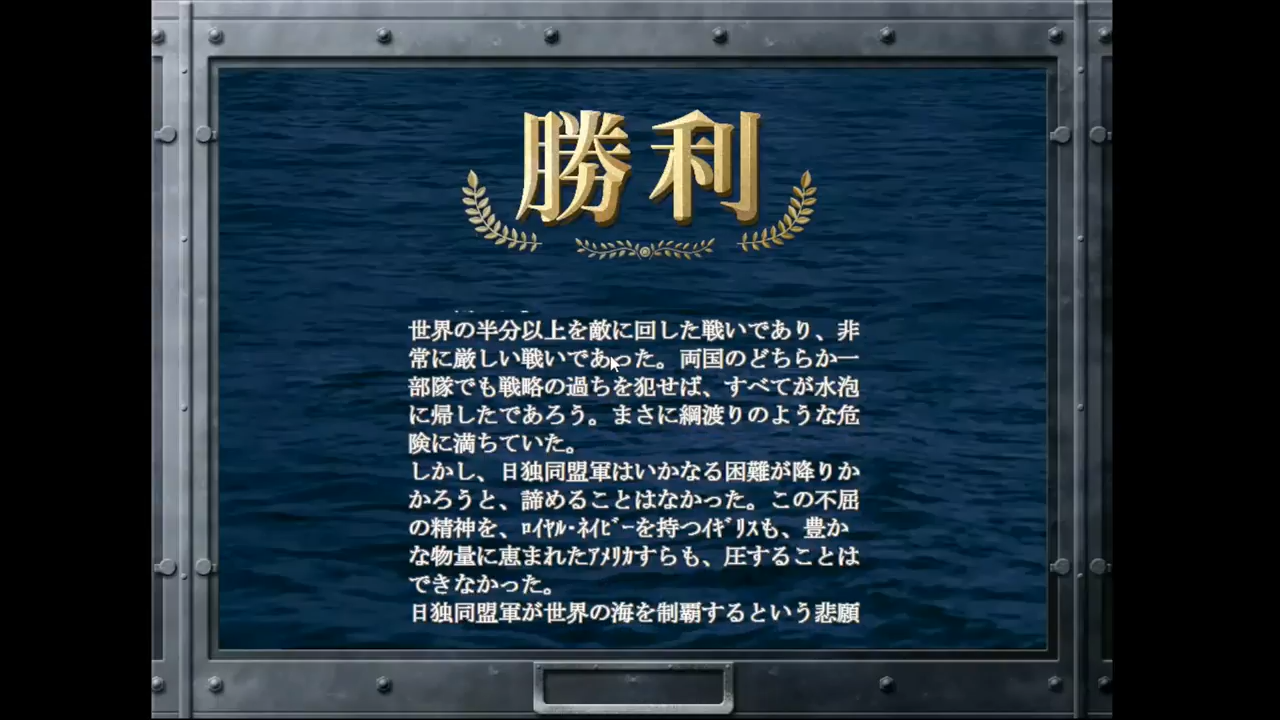 勝利
世界の半分以上を敵に回した戦いであり、非
常に厳しい戦いであった。両国のどちらか一
部隊でも戦略の過ちを犯せば、すべてが水泡
に帰したであろう。まさに綱渡りのような危
険に満ちていた。
しかし、日独同盟軍はいかなる困難が降りか
かろうと、諦めることはなかった。この不屈
の精神を、ﾛｲﾔﾙ･ﾈｲﾋﾞｰを持つｲｷﾞﾘｽも、豊か
な物量に恵まれたｱﾒﾘｶすらも、圧することは
できなかった。
日独同盟軍が世界の海を制覇するという悲願